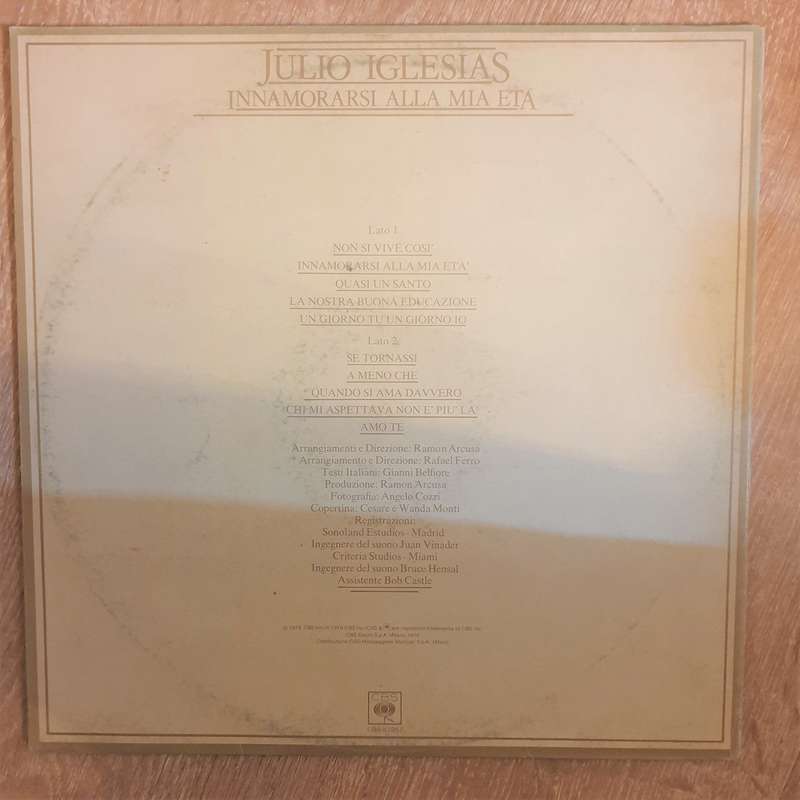 JULIO IGLESIAS
INNAMORARSI ALLA MIA ETÀ
Lato 1
NON SI VIVE COSI'
INNAMORARSI ALLA MIA ETA'
QUASI UN SANTO
LA NOSTRA BUONA EDUCAZIONE
UN GIORNO TU UN GIORNO IO
Lato 2
SE TORNASSI
A MENO CHE
* QUANDO SI AMA DAVVERO
CHI MI ASPETTAVA NON E' PIU' LA'
AMO TE
Arrangiamenti e Direzione: Ramon Arcusa
* Arrangiamento e Direzione: Rafael Ferro
Testi Italiani: Gianni Belfiore
Produzione: Ramon Arcusa
Fotografia: Angelo Cozzi
Copertina: Cesare e Wanda Monti
Registrazioni:
Sonoland Estudios - Madrid
Ingegnere del suono Juan Vinader
Criteria Studios - Miami
Ingegnere del suono Bruce Hensal
Assistente Bob Castle
CBS